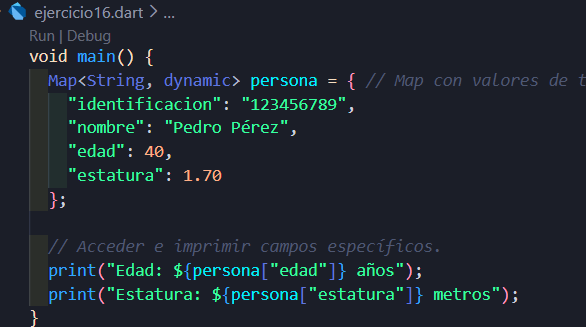 ejercicio16.dart > ...
Run | Debug
void main() {
  Map<String, dynamic> persona = { // Map con valores de t
    "identificacion": "123456789",
    "nombre": "Pedro Pérez",
    "edad": 40,
    "estatura": 1.70
  };
  // Acceder e imprimir campos específicos.
  print("Edad: ${persona["edad"]} años");
  print("Estatura: ${persona["estatura"]} metros");
}